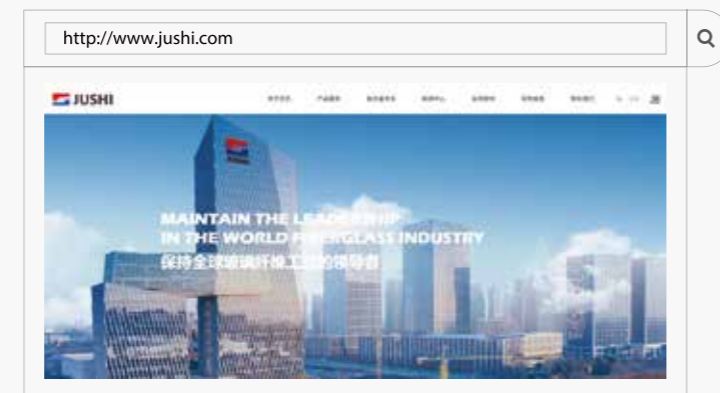 http://www.jushi.com
JUSHI
MAINTAIN THE LEADERSHIP
IN THE WORLD FIBERGLASS INDUSTRY
保持全球玻璃纤维工业的领导者